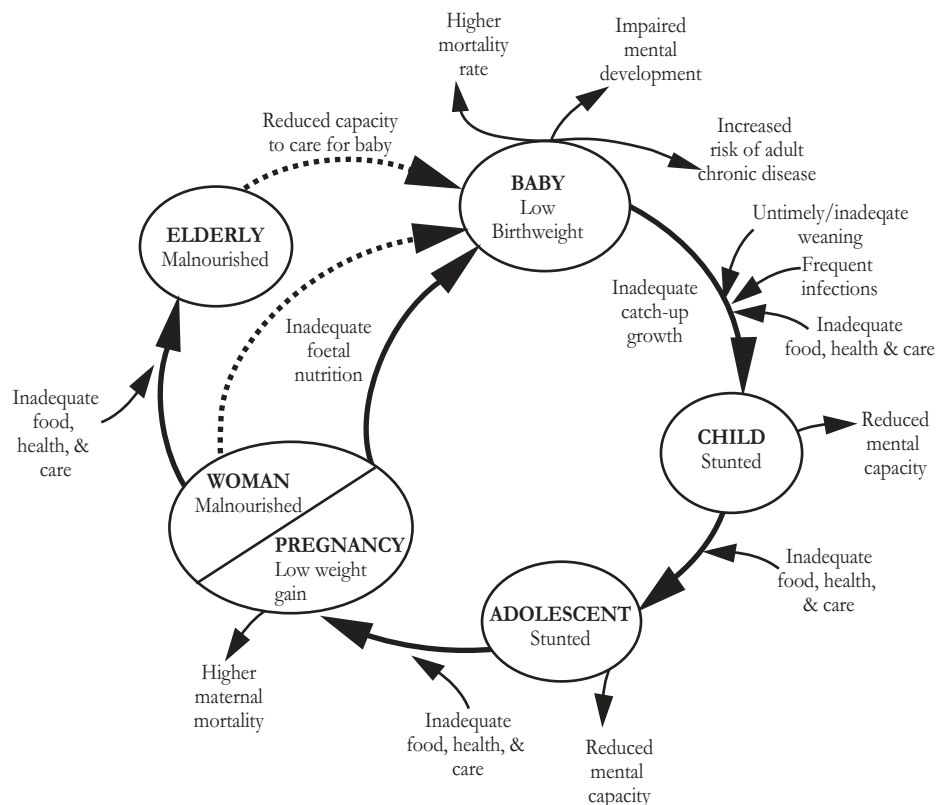 Higher
mortality
rate
Impaired
mental
development
Reduced capacity
to care for baby
Increased
risk of adult
chronic disease
BABY
Low
Birthweight
ELDERLY
Malnourished
Untimely/inadeqate
weaning
Frequent
infections
Inadequate
food, health & care
Inadequate
catch-up
growth
Inadequate
foetal
nutrition
Inadequate
food,
health, &
care
CHILD
Stunted
Reduced
mental
capacity
WOMAN
Malnourished
PREGNANCY
Low weight
gain
Inadequate
food, health,
& care
ADOLESCENT
Stunted
Higher
maternal
mortality
Inadequate
food, health, &
care
Reduced
mental
capacity